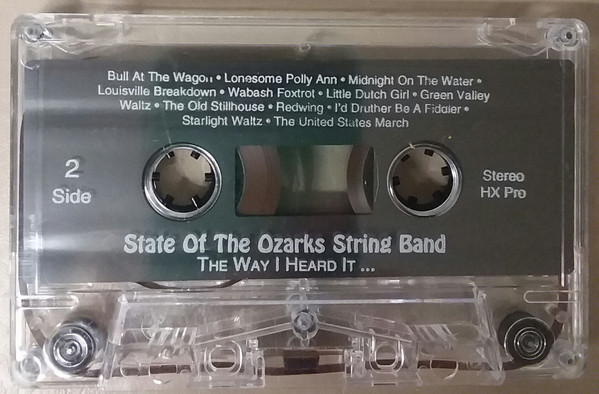 Bull At The Wagon • Lonesome Polly Ann • Midnight On The Water •
Louisville Breakdown • Wabash Foxtrot • Little Dutch Girl • Green Valley
Waltz • The Old Stillhouse • Redwing • I'd Druther Be A Fiddler •
Starlight Waltz • The United States March
2
Side
Stereo
HX Pro
State Of The Ozarks String Band
THE WAY I HEARD IT ...